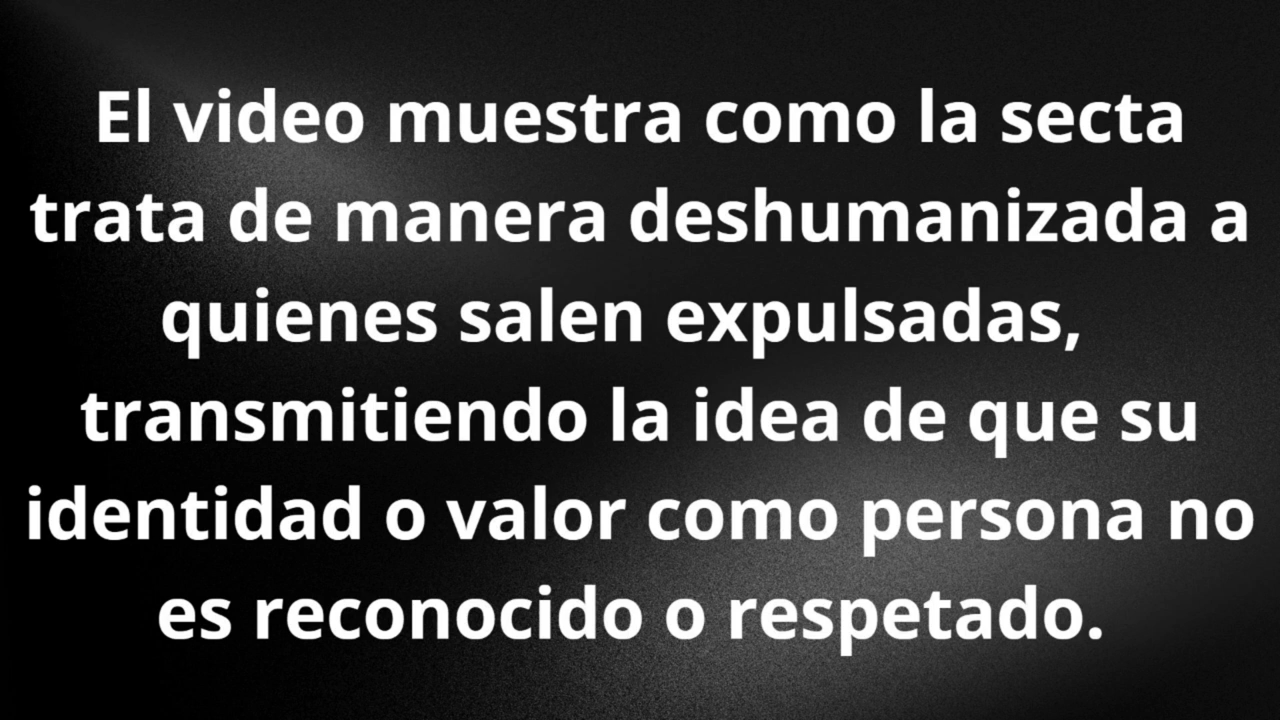 El video muestra como la secta
trata de manera deshumanizada a
quienes salen expulsadas,
transmitiendo la idea de que su
identidad o valor como persona no
es reconocido o respetado.